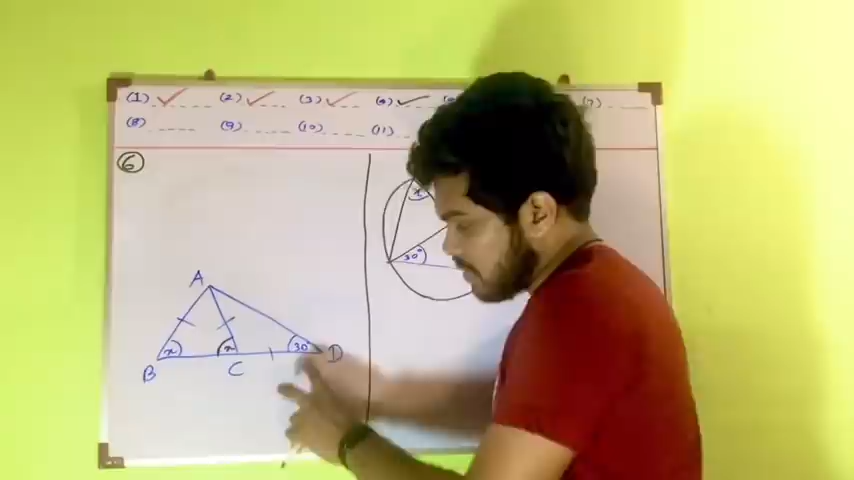 (1) (2) (3) (4) (7)
(8) (9) (10) (11)
6
A
x
30°
x x 30° D
B C